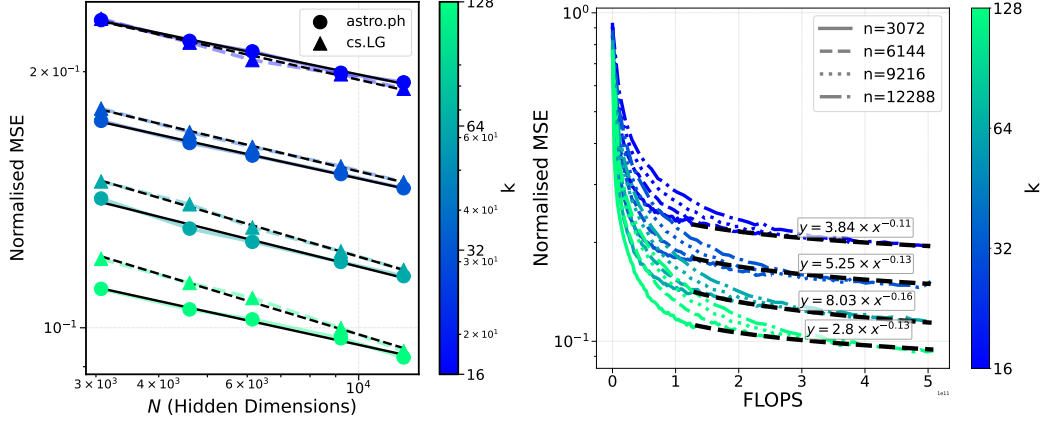 astro.ph
cs.LG
Normalised MSE
2 × 10⁻¹
10⁻¹
3 × 10³
4 × 10³
6 × 10³
10⁴
N (Hidden Dimensions)
128
64
6 × 10¹
4 × 10¹
32
3 × 10¹
2 × 10¹
16
k
n=3072
n=6144
n=9216
n=12288
Normalised MSE
10⁰
10⁻¹
y = 3.84 × x⁻⁰·¹¹
y = 5.25 × x⁻⁰·¹³
y = 8.03 × x⁻⁰·¹⁶
y = 2.8 × x⁻⁰·¹³
0 1 2 3 4 5
1e11
FLOPS
128
64
32
16
k